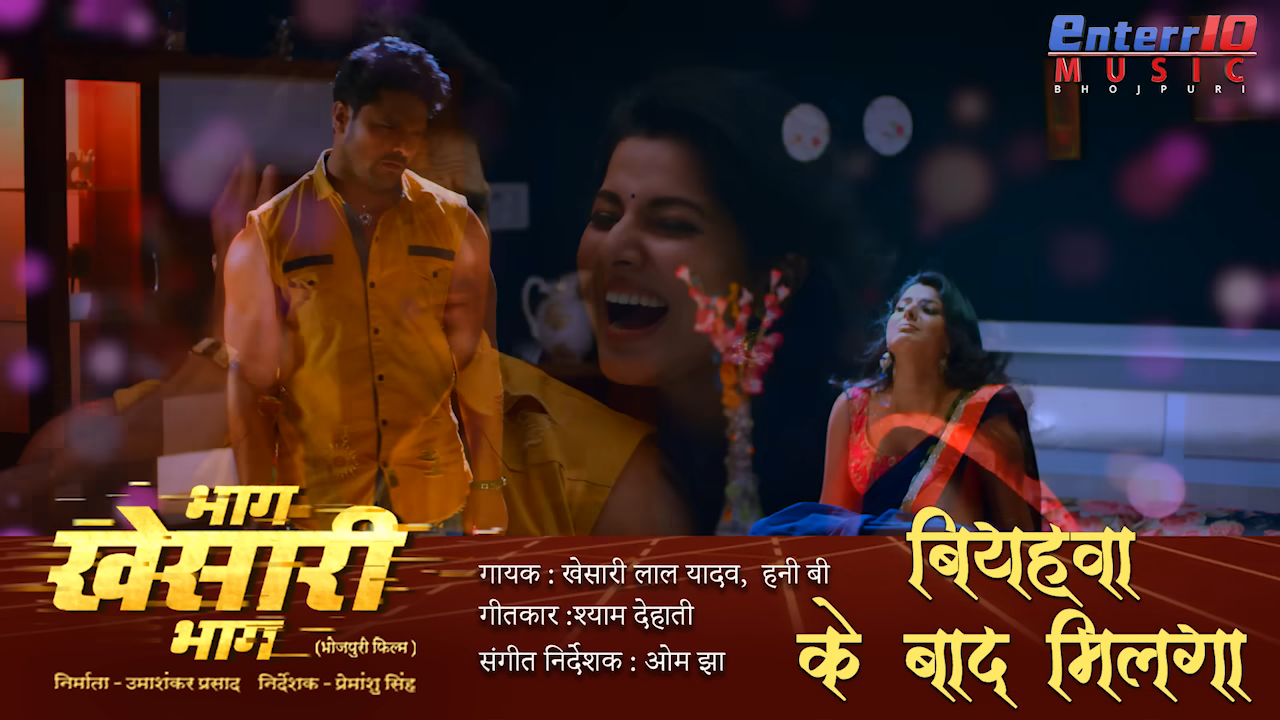 enterr10
MUSIC
BHOJPURI
भाग
खेसारी
भाग
(भोजपुरी फिल्म)
निर्माता - उमाशंकर प्रसाद निर्देशक - प्रेमांशु सिंह
गायक : खेसारी लाल यादव, हनी बी
गीतकार :श्याम देहाती
संगीत निर्देशक : ओम झा
बियहवा
के बाद मिलगा